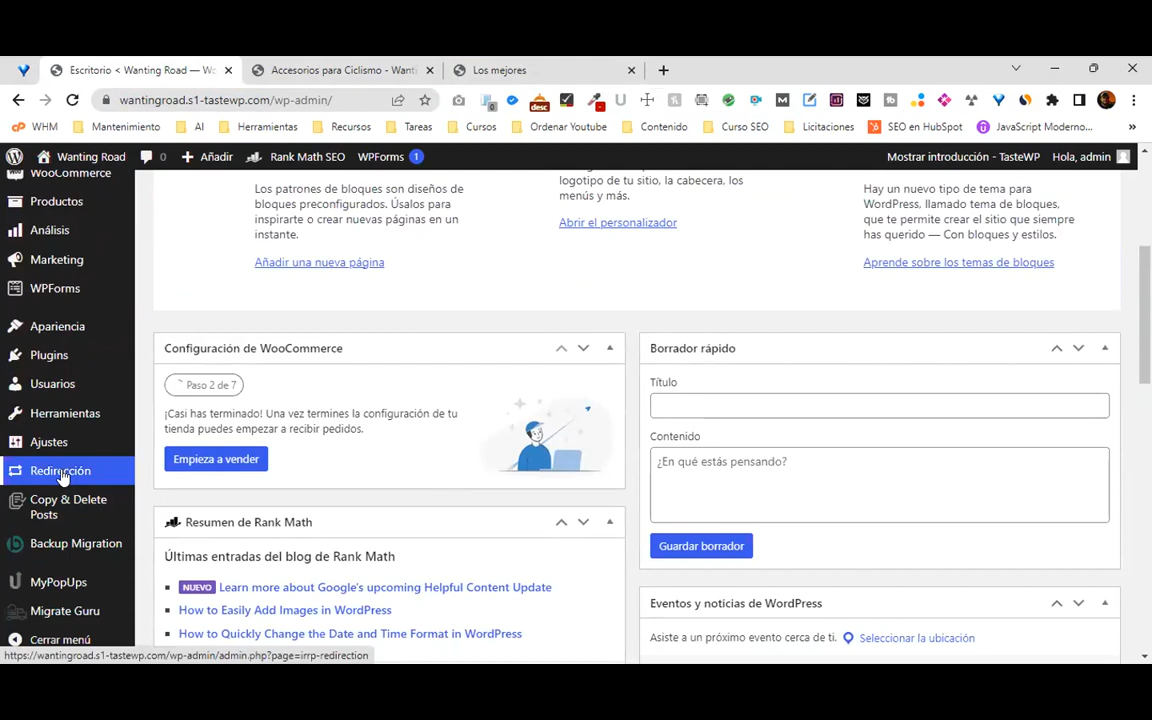 Escritorio < Wanting Road — Wo
Accesorios para Ciclismo - Wanti
Los mejores
wantingroad.s1-tastewp.com/wp-admin/
0
desc
WHM
Mantenimiento
AI
Herramientas
Recursos
Tareas
Cursos
Ordenar Youtube
Contenido
Curso SEO
Licitaciones
SEO en HubSpot
JavaScript Moderno...
»
Wanting Road
0
Añadir
Rank Math SEO
WPForms 1
Mostrar introducción - TasteWP
Hola, admin
WooCommerce
Productos
Análisis
Marketing
WPForms
Apariencia
Plugins
Usuarios
Herramientas
Ajustes
Redirección
Copy & Delete
Posts
Backup Migration
MyPopUps
Migrate Guru
Cerrar menú
Los patrones de bloques son diseños de
bloques preconfigurados. Úsalos para
inspirarte o crear nuevas páginas en un
instante.
Añadir una nueva página
logotipo de tu sitio, la cabecera, los
menús y más.
Abrir el personalizador
Hay un nuevo tipo de tema para
WordPress, llamado tema de bloques,
que te permite crear el sitio que siempre
has querido — Con bloques y estilos.
Aprende sobre los temas de bloques
Configuración de WooCommerce
Paso 2 de 7
¡Casi has terminado! Una vez termines la configuración de tu
tienda puedes empezar a recibir pedidos.
Empieza a vender
Resumen de Rank Math
Últimas entradas del blog de Rank Math
NUEVO Learn more about Google's upcoming Helpful Content Update
How to Easily Add Images in WordPress
How to Quickly Change the Date and Time Format in WordPress
Borrador rápido
Título
Contenido
¿En qué estás pensando?
Guardar borrador
Eventos y noticias de WordPress
Asiste a un próximo evento cerca de ti.
Seleccionar la ubicación
https://wantingroad.s1-tastewp.com/wp-admin/admin.php?page=irrp-redirection